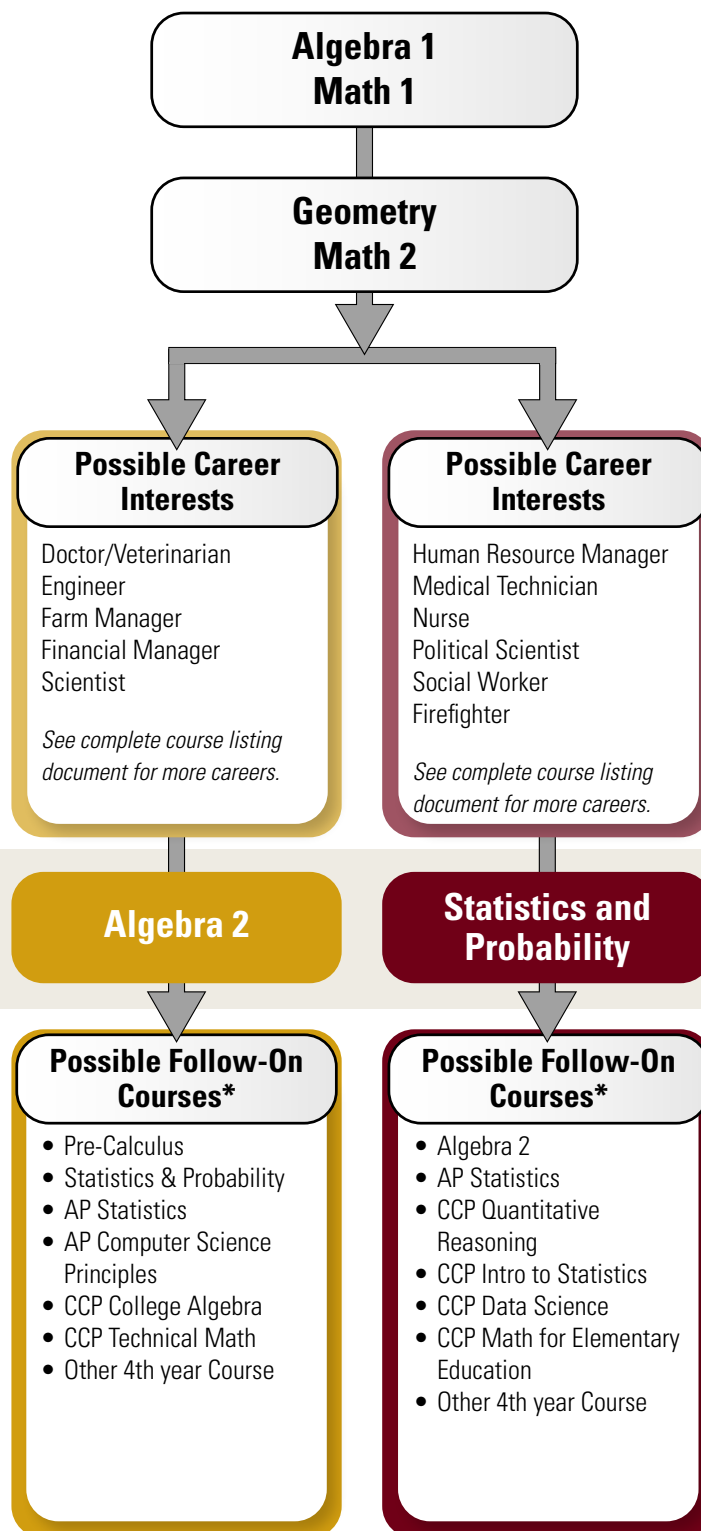 Algebra 1
Math 1
Geometry
Math 2
Possible Career
Interests
Doctor/Veterinarian
Engineer
Farm Manager
Financial Manager
Scientist
See complete course listing
document for more careers.
Possible Career
Interests
Human Resource Manager
Medical Technician
Nurse
Political Scientist
Social Worker
Firefighter
See complete course listing
document for more careers.
Algebra 2
Statistics and
Probability
Possible Follow-On
Courses*
• Pre-Calculus
• Statistics & Probability
• AP Statistics
• AP Computer Science
Principles
• CCP College Algebra
• CCP Technical Math
• Other 4th year Course
Possible Follow-On
Courses*
• Algebra 2
• AP Statistics
• CCP Quantitative
Reasoning
• CCP Intro to Statistics
• CCP Data Science
• CCP Math for Elementary
Education
• Other 4th year Course